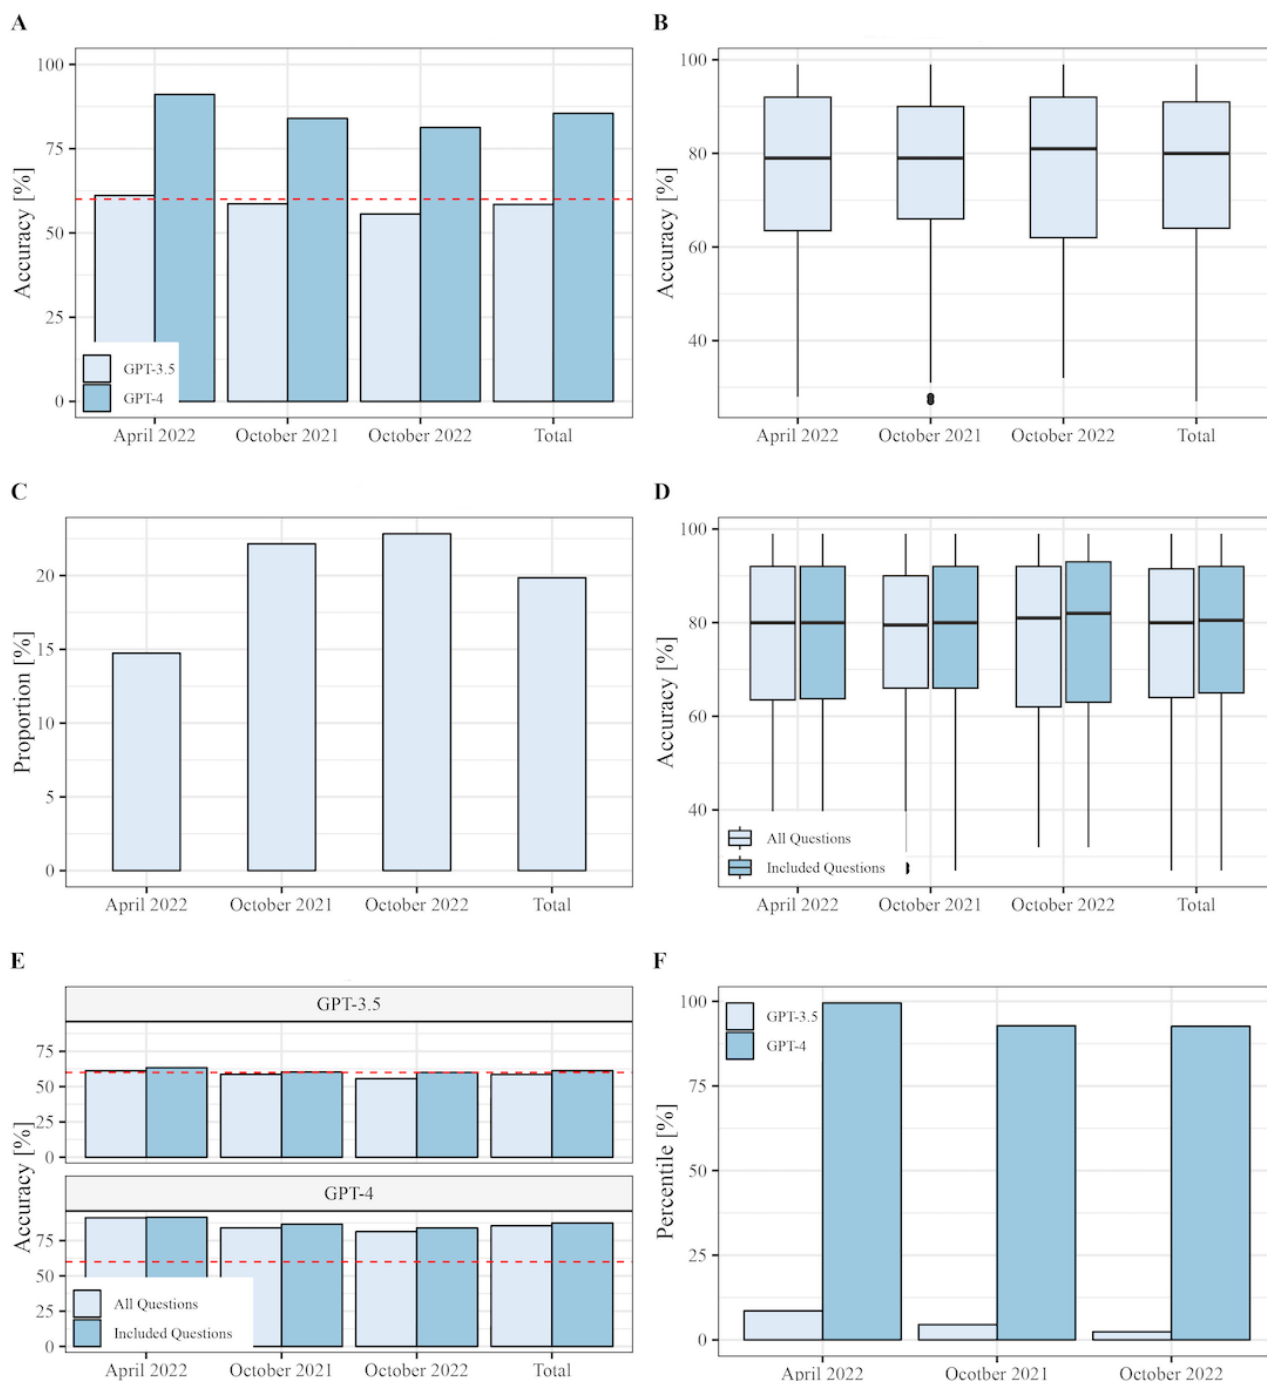 A
Accuracy [%]
100
75
50
25
0
GPT-3.5
GPT-4
April 2022
October 2021
October 2022
Total
B
Accuracy [%]
100
80
60
40
April 2022
October 2021
October 2022
Total
C
Proportion [%]
20
15
10
5
0
April 2022
October 2021
October 2022
Total
D
Accuracy [%]
100
80
60
40
All Questions
Included Questions
April 2022
October 2021
October 2022
Total
E
Accuracy [%]
GPT-3.5
75
50
25
0
Accuracy [%]
GPT-4
75
50
25
0
All Questions
Included Questions
April 2022
October 2021
October 2022
Total
F
Percentile [%]
100
75
50
25
0
GPT-3.5
GPT-4
April 2022
Ocotber 2021
October 2022